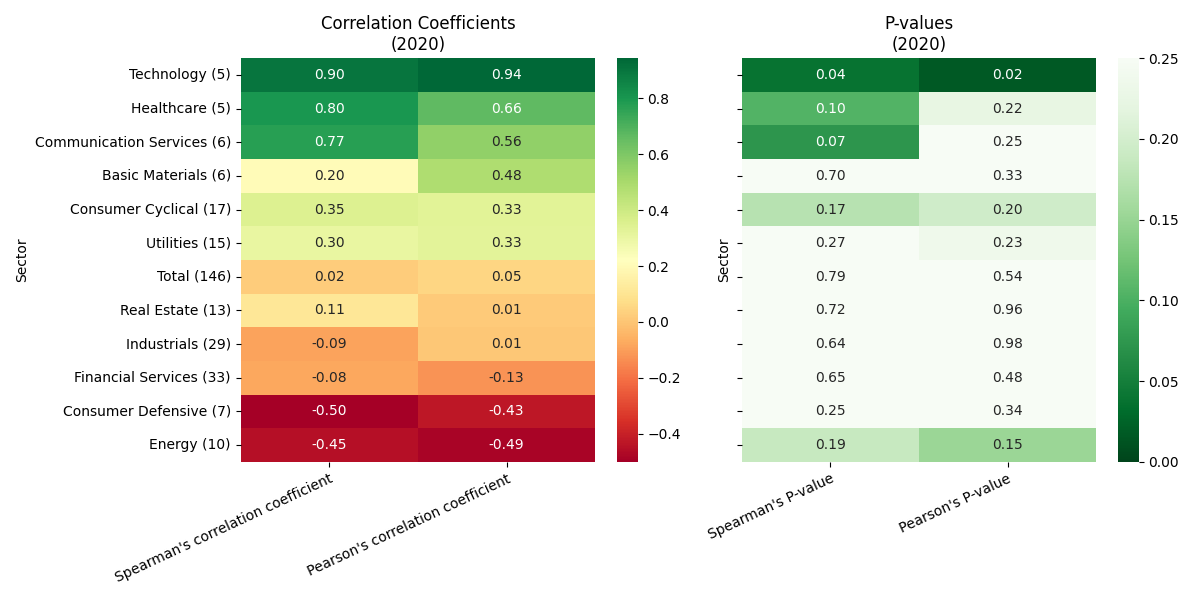 Correlation Coefficients
(2020)
P-values
(2020)
Sector
Technology (5) 0.90 0.94
Healthcare (5) 0.80 0.66
Communication Services (6) 0.77 0.56
Basic Materials (6) 0.20 0.48
Consumer Cyclical (17) 0.35 0.33
Utilities (15) 0.30 0.33
Total (146) 0.02 0.05
Real Estate (13) 0.11 0.01
Industrials (29) -0.09 0.01
Financial Services (33) -0.08 -0.13
Consumer Defensive (7) -0.50 -0.43
Energy (10) -0.45 -0.49
Spearman's correlation coefficient
Pearson's correlation coefficient
0.8
0.6
0.4
0.2
0.0
−0.2
−0.4
Sector
0.04 0.02
0.10 0.22
0.07 0.25
0.70 0.33
0.17 0.20
0.27 0.23
0.79 0.54
0.72 0.96
0.64 0.98
0.65 0.48
0.25 0.34
0.19 0.15
Spearman's P-value
Pearson's P-value
0.25
0.20
0.15
0.10
0.05
0.00